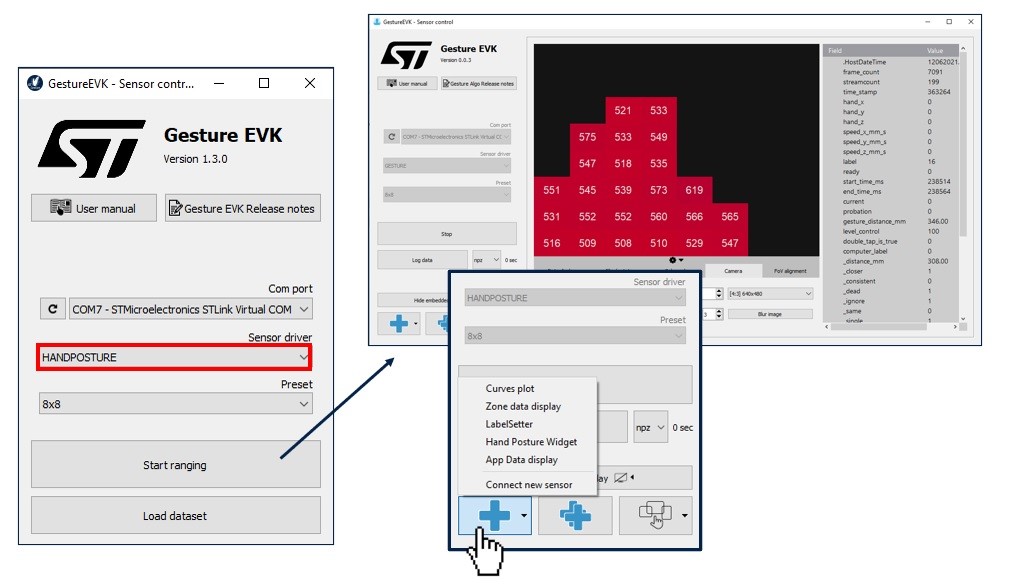 GestureEVK - Sensor contr...
ST
Gesture EVK
Version 1.3.0
User manual
Gesture EVK Release notes
Com port
COM7 - STMicroelectronics STLink Virtual COM
Sensor driver
HANDPOSTURE
Preset
8x8
Start ranging
Load dataset
GestureEVK - Sensor control
ST
Gesture EVK
Version 0.0.3
User manual
Gesture Algo Release notes
Com port
COM7 - STMicroelectronics STLink Virtual CC
Sensor driver
GESTURE
Preset
8x8
Stop
Log data
npz
0 sec
Hide embedded
521 533
575 533 549
547 518 535
551 545 539 573 619
531 552 552 560 566 565
516 509 508 510 529 547
Camera
FoV alignment
[4:3] 640x480
3
Blur image
Field Value
.HostDateTime 12062021.
frame_count 7091
streamcount 199
time_stamp 363264
hand_x 0
hand_y 0
hand_z 0
speed_x_mm_s 0
speed_y_mm_s 0
speed_z_mm_s 0
label 16
ready 0
start_time_ms 238514
end_time_ms 238564
current 0
probation 0
gesture_distance_mm 346.00
level_control 100
double_tap_is_true 0
computer_label 0
_distance_mm 308.00
_closer 1
_consistent 0
_dead 1
_ignore 1
_same 0
_single 1
Sensor driver
HANDPOSTURE
Preset
8x8
Curves plot
Zone data display
LabelSetter
Hand Posture Widget
App Data display
Connect new sensor
npz
0 sec
lay